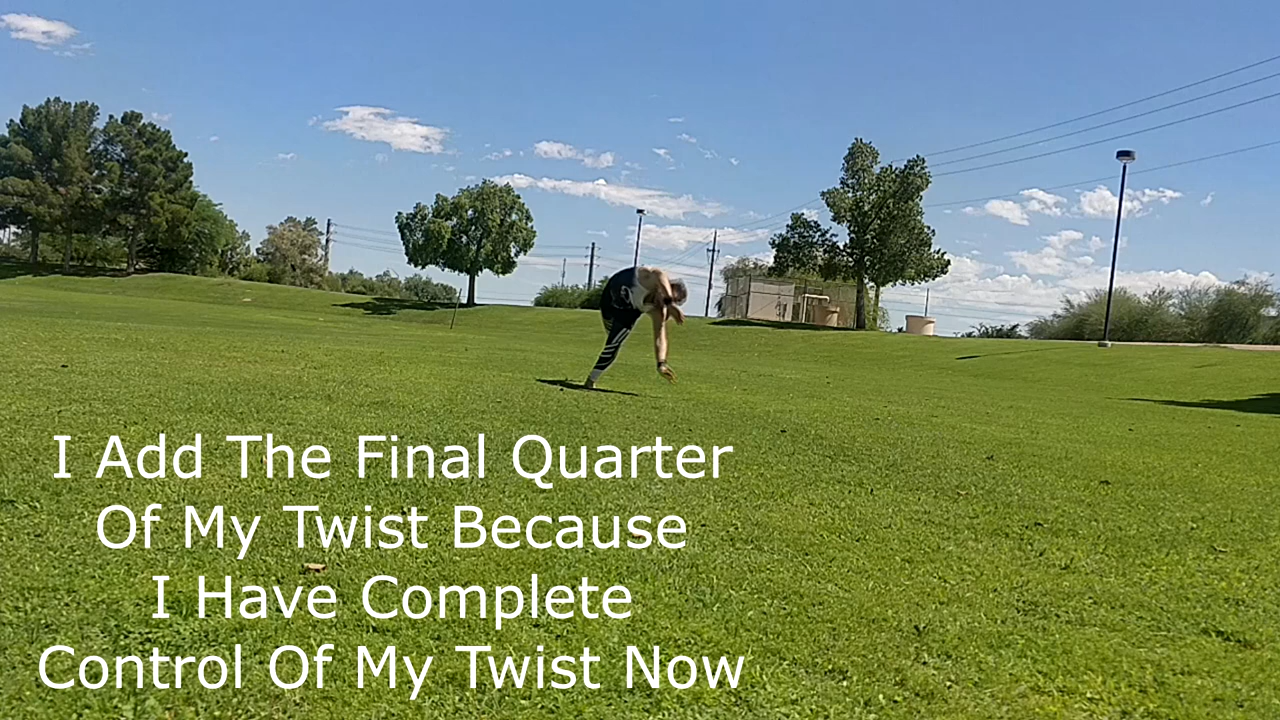 I Add The Final Quarter
Of My Twist Because
I Have Complete
Control Of My Twist Now